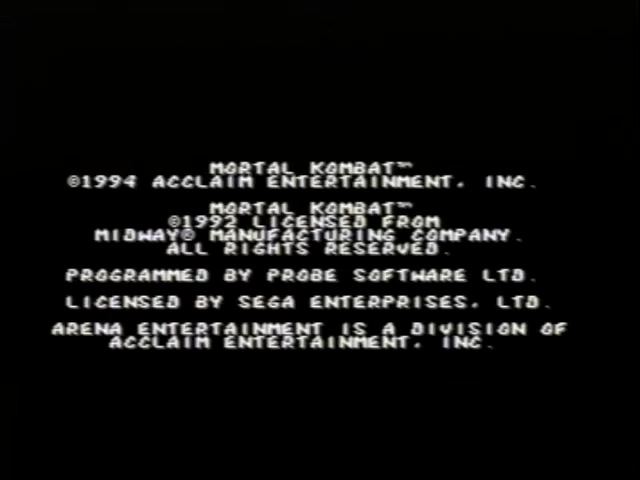 MORTAL KOMBAT™
©1994 ACCLAIM ENTERTAINMENT, INC.
MORTAL KOMBAT™
©1992 LICENSED FROM
MIDWAY® MANUFACTURING COMPANY.
ALL RIGHTS RESERVED.
PROGRAMMED BY PROBE SOFTWARE LTD.
LICENSED BY SEGA ENTERPRISES, LTD.
ARENA ENTERTAINMENT IS A DIVISION OF
ACCLAIM ENTERTAINMENT, INC.